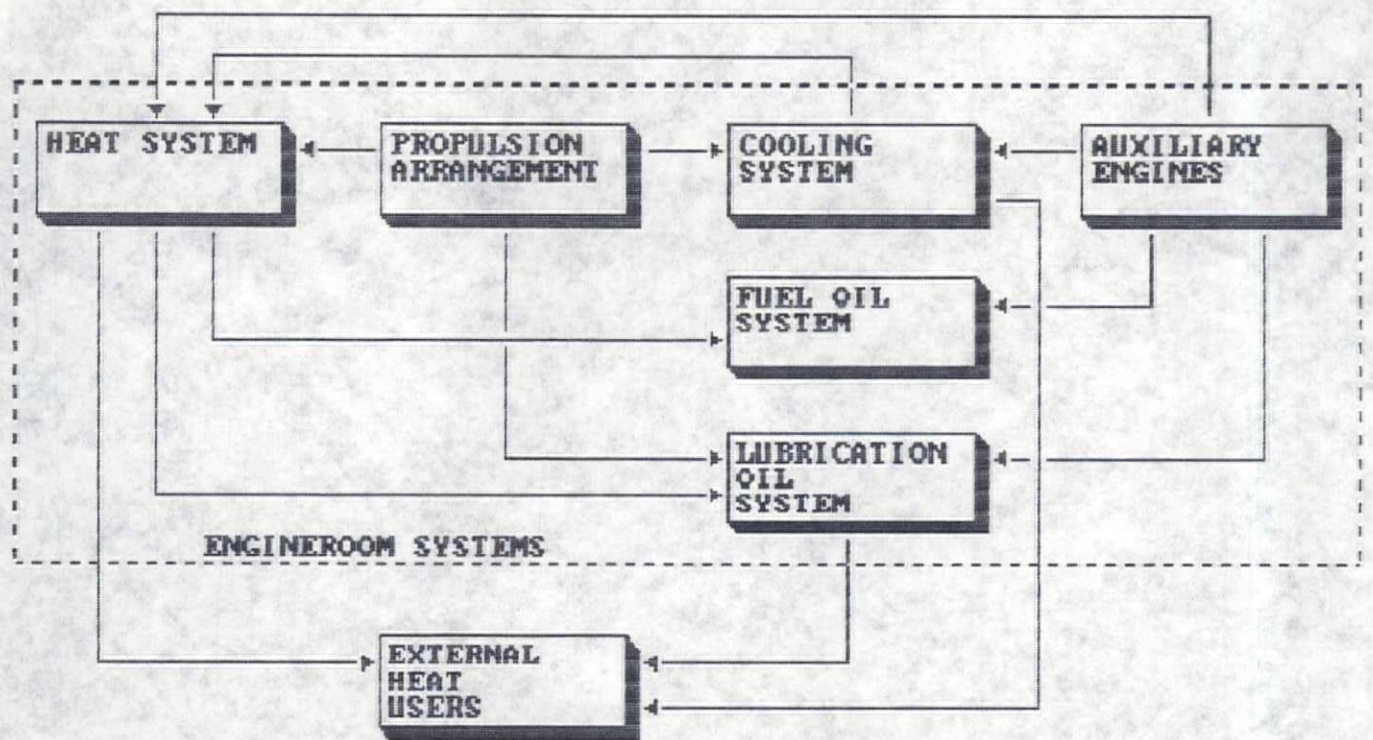 HEAT SYSTEM
PROPULSION
ARRANGEMENT
COOLING
SYSTEM
AUXILIARY
ENGINES
FUEL OIL
SYSTEM
LUBRICATION
OIL
SYSTEM
ENGINEROOM SYSTEMS
EXTERNAL
HEAT
USERS